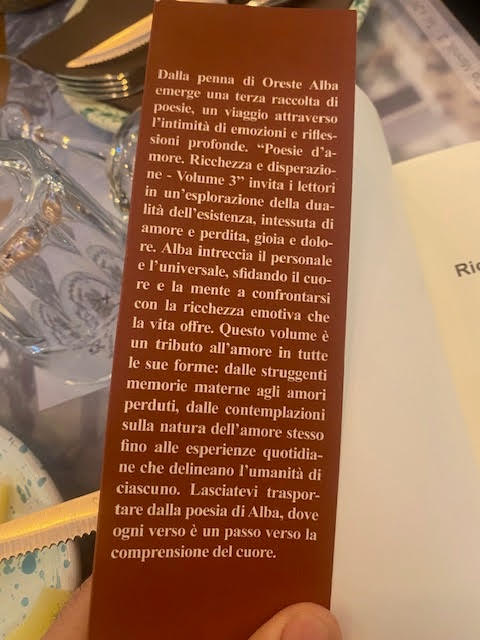 Dalla penna di Oreste Alba
emerge una terza raccolta di
poesie, un viaggio attraverso
l'intimità di emozioni e rifles-
sioni profonde. “Poesie d'a-
more. Ricchezza e disperazio-
ne - Volume 3” invita i lettori
in un'esplorazione della dua-
lità dell'esistenza, intessuta di
amore e perdita, gioia e dolo-
re. Alba intreccia il personale
e l'universale, sfidando il cuo-
re e la mente a confrontarsi
con la ricchezza emotiva che
la vita offre. Questo volume è
un tributo all'amore in tutte
le sue forme: dalle struggenti
memorie materne agli amori
perduti, dalle contemplazioni
sulla natura dell'amore stesso
fino alle esperienze quotidia-
ne che delineano l'umanità di
ciascuno. Lasciatevi traspor-
tare dalla poesia di Alba, dove
ogni verso è un passo verso la
comprensione del cuore.
Ric